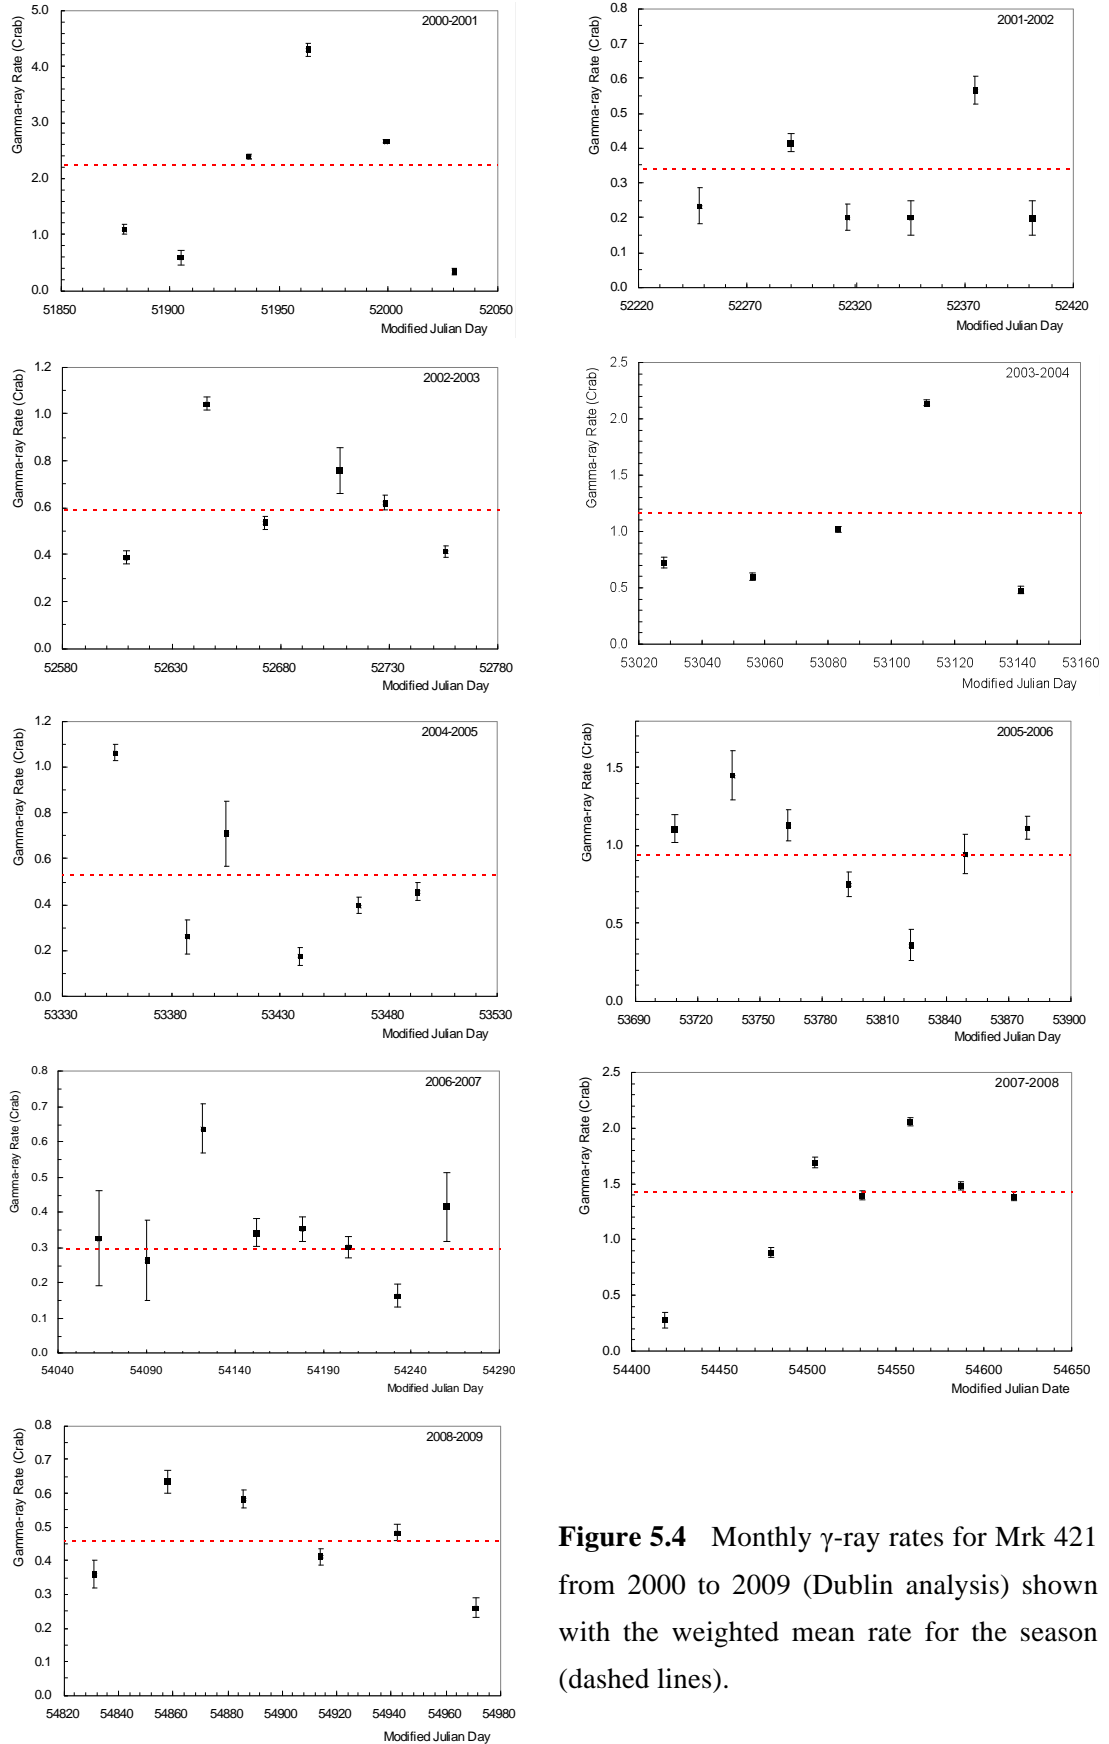 2000-2001
Gamma-ray Rate (Crab)
5.0
4.0
3.0
2.0
1.0
0.0
51850 51900 51950 52000 52050
Modified Julian Day
2001-2002
Gamma-ray Rate (Crab)
0.8
0.7
0.6
0.5
0.4
0.3
0.2
0.1
0.0
52220 52270 52320 52370 52420
Modified Julian Day
2002-2003
Gamma-ray Rate (Crab)
1.2
1.0
0.8
0.6
0.4
0.2
0.0
52580 52630 52680 52730 52780
Modified Julian Day
2003-2004
Gamma-ray Rate (Crab)
2.5
2.0
1.5
1.0
0.5
0.0
53020 53040 53060 53080 53100 53120 53140 53160
Modified Julian Day
2004-2005
Gamma-ray Rate (Crab)
1.2
1.0
0.8
0.6
0.4
0.2
0.0
53330 53380 53430 53480 53530
Modified Julian Day
2005-2006
Gamma-ray Rate (Crab)
1.5
1.0
0.5
0.0
53690 53720 53750 53780 53810 53840 53870 53900
Modified Julian Day
2006-2007
Gamma-ray Rate (Crab)
0.8
0.7
0.6
0.5
0.4
0.3
0.2
0.1
0.0
54040 54090 54140 54190 54240 54290
Modified Julian Day
2007-2008
Gamma-ray Rate (Crab)
2.5
2.0
1.5
1.0
0.5
0.0
54400 54450 54500 54550 54600 54650
Modified Julian Date
2008-2009
Gamma-ray Rate (Crab)
0.8
0.7
0.6
0.5
0.4
0.3
0.2
0.1
0.0
54820 54840 54860 54880 54900 54920 54940 54960 54980
Modified Julian Day
Figure 5.4 Monthly γ-ray rates for Mrk 421
from 2000 to 2009 (Dublin analysis) shown
with the weighted mean rate for the season
(dashed lines).